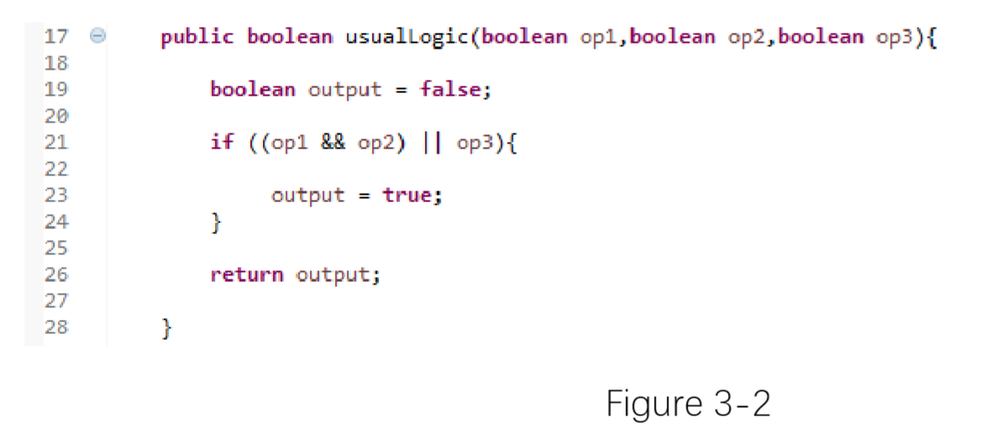 17 public boolean usualLogic(boolean op1,boolean op2,boolean op3){
18
19 boolean output = false;
20
21 if ((op1 && op2) || op3){
22
23 output = true;
24 }
25
26 return output;
27
28 }
Figure 3-2